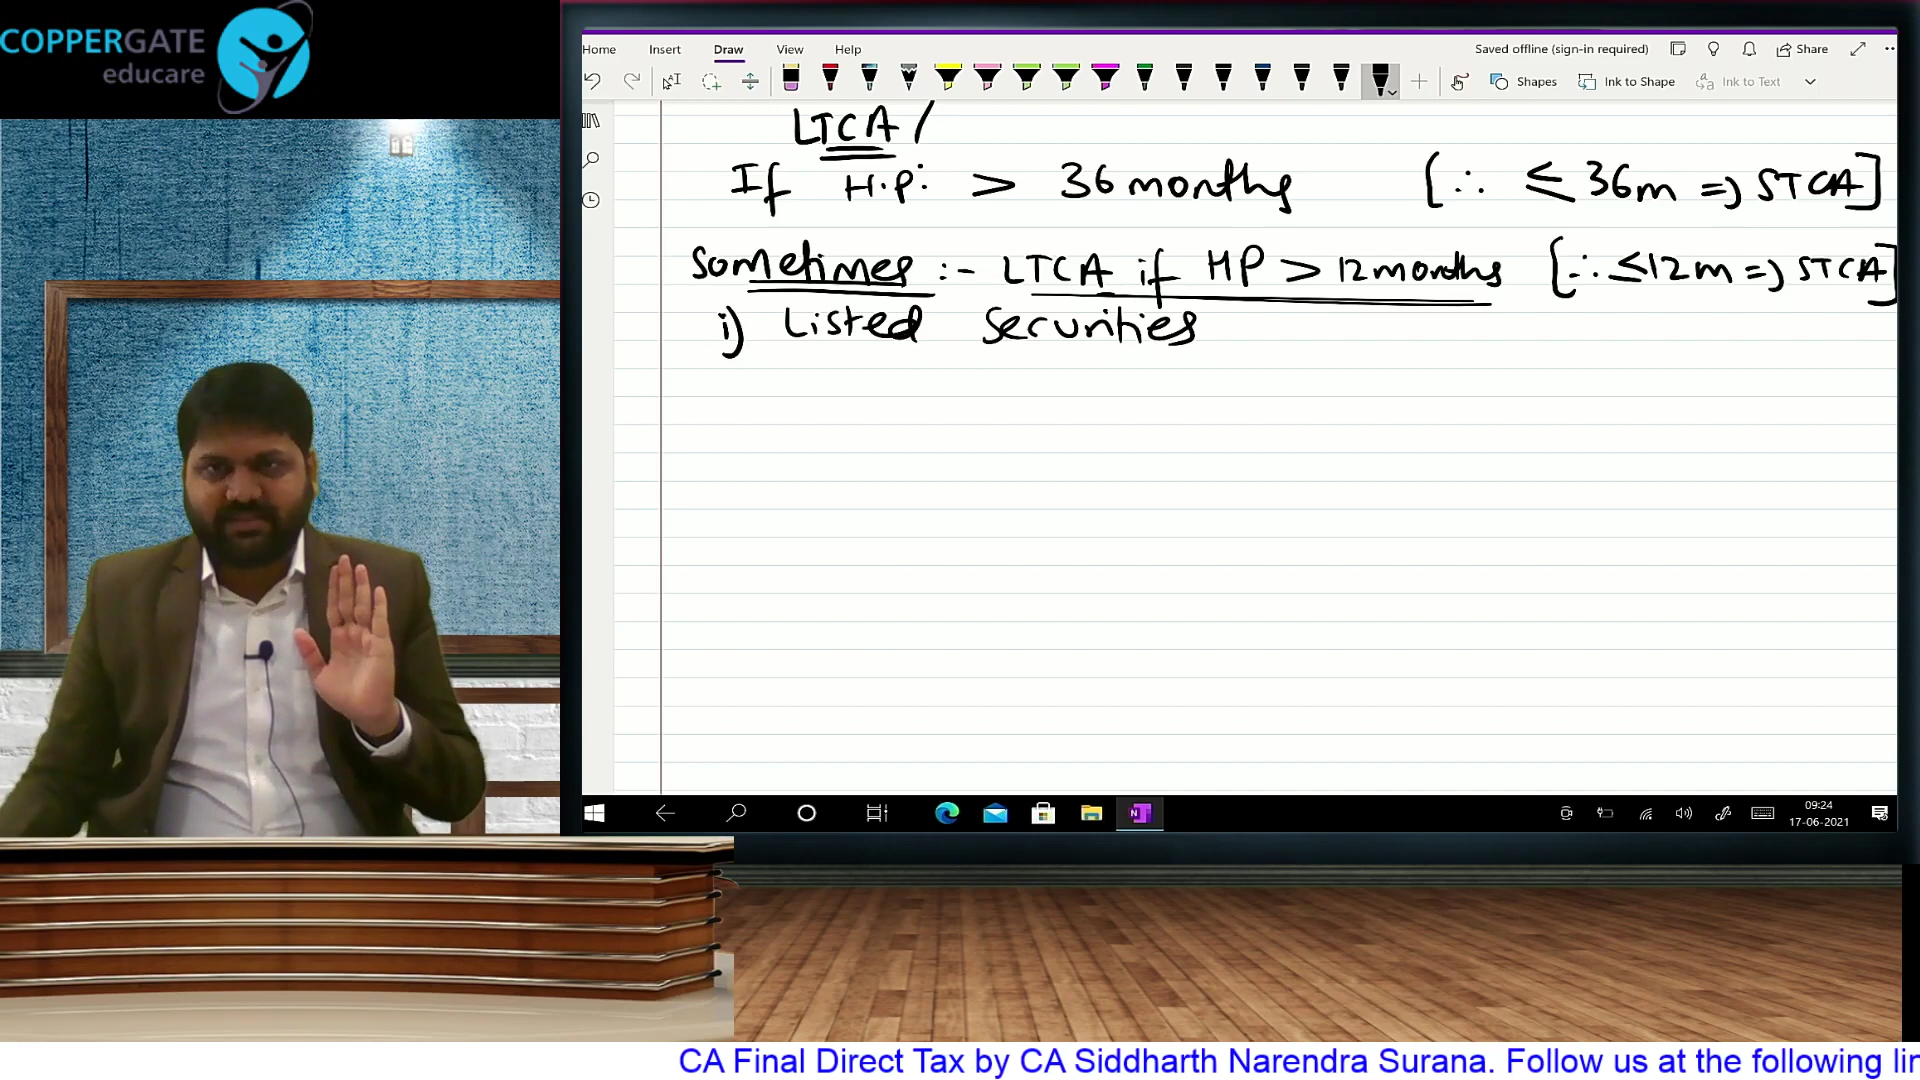 COPPERGATE
educare
Home Insert Draw View Help Saved offline (sign-in required) Share
Shapes Ink to Shape Ink to Text
LTCA /
If H.P. > 36 months [∴ ≤ 36m => STCA]
Sometimes :- LTCA if HP > 12 months [∴ ≤12m => STCA]
i) Listed Securities
09:24
17-06-2021
CA Final Direct Tax by CA Siddharth Narendra Surana. Follow us at the following lin